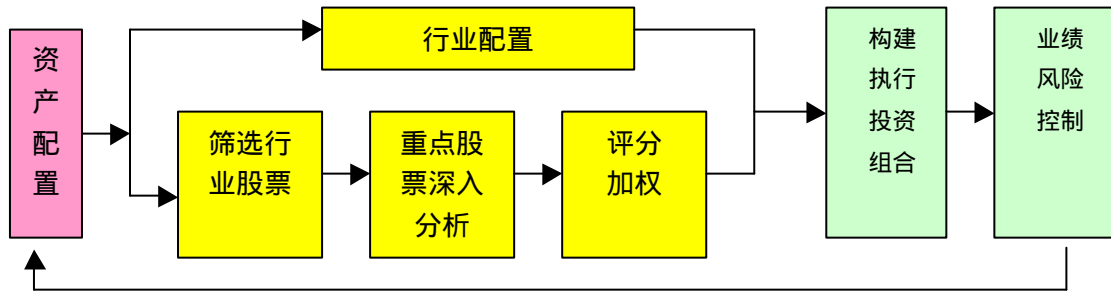 资
产
配
置
行业配置
筛选行
业股票
重点股
票深入
分析
评分
加权
构建
执行
投资
组合
业绩
风险
控制